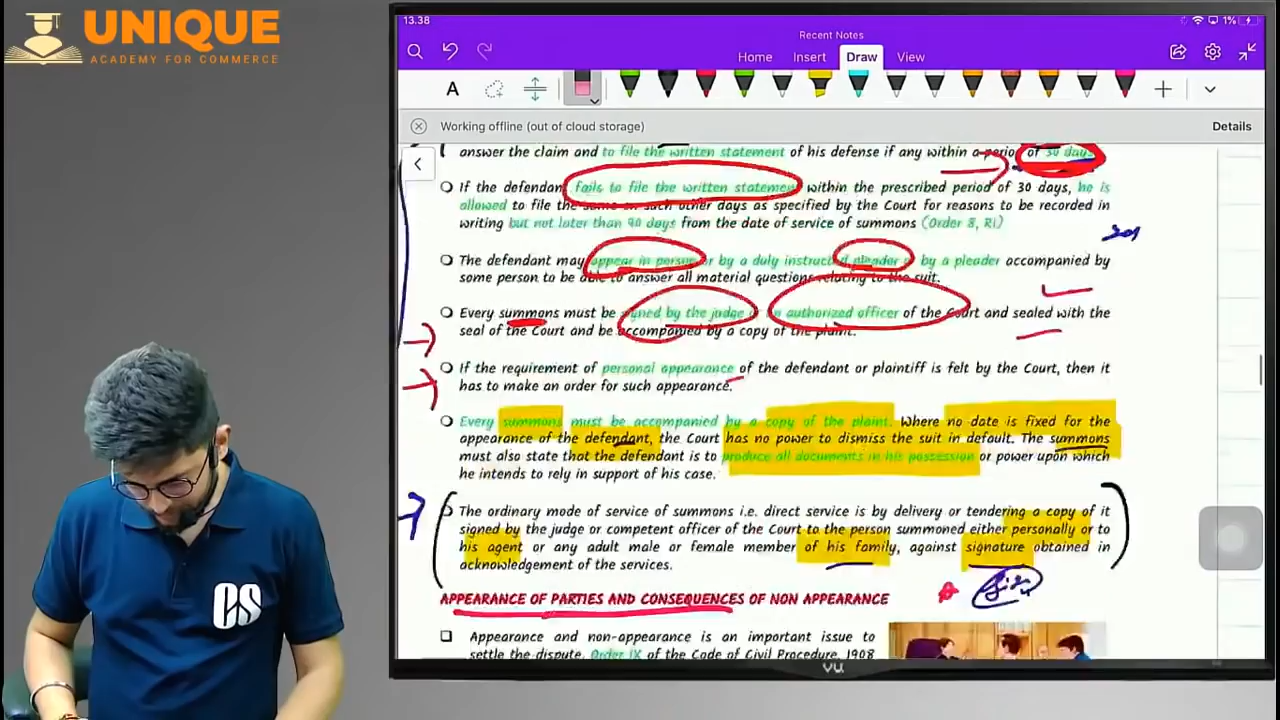 UNIQUE
ACADEMY FOR COMMERCE
13.38
1%
Recent Notes
Home Insert Draw View
A
Working offline (out of cloud storage)
Details
answer the claim and to file the written statement of his defense if any within a period of 30 days
If the defendant fails to file the written statement within the prescribed period of 30 days, he is
allowed to file the same on such other days as specified by the Court for reasons to be recorded in
writing but not later than 90 days from the date of service of summons (Order 8, R1)
The defendant may appear in person or by a duly instructed pleader or by a pleader accompanied by
some person to be able to answer all material questions relating to the suit.
Every summons must be signed by the judge or an authorized officer of the Court and sealed with the
seal of the Court and be accompanied by a copy of the plaint.
If the requirement of personal appearance of the defendant or plaintiff is felt by the Court, then it
has to make an order for such appearance.
Every summons must be accompanied by a copy of the plaint. Where no date is fixed for the
appearance of the defendant, the Court has no power to dismiss the suit in default. The summons
must also state that the defendant is to produce all documents in his possession or power upon which
he intends to rely in support of his case.
The ordinary mode of service of summons i.e. direct service is by delivery or tendering a copy of it
signed by the judge or competent officer of the Court to the person summoned either personally or to
his agent or any adult male or female member of his family, against signature obtained in
acknowledgement of the services.
APPEARANCE OF PARTIES AND CONSEQUENCES OF NON APPEARANCE
Appearance and non-appearance is an important issue to
settle the dispute. Order IX of the Code of Civil Procedure, 1908
CS
VU